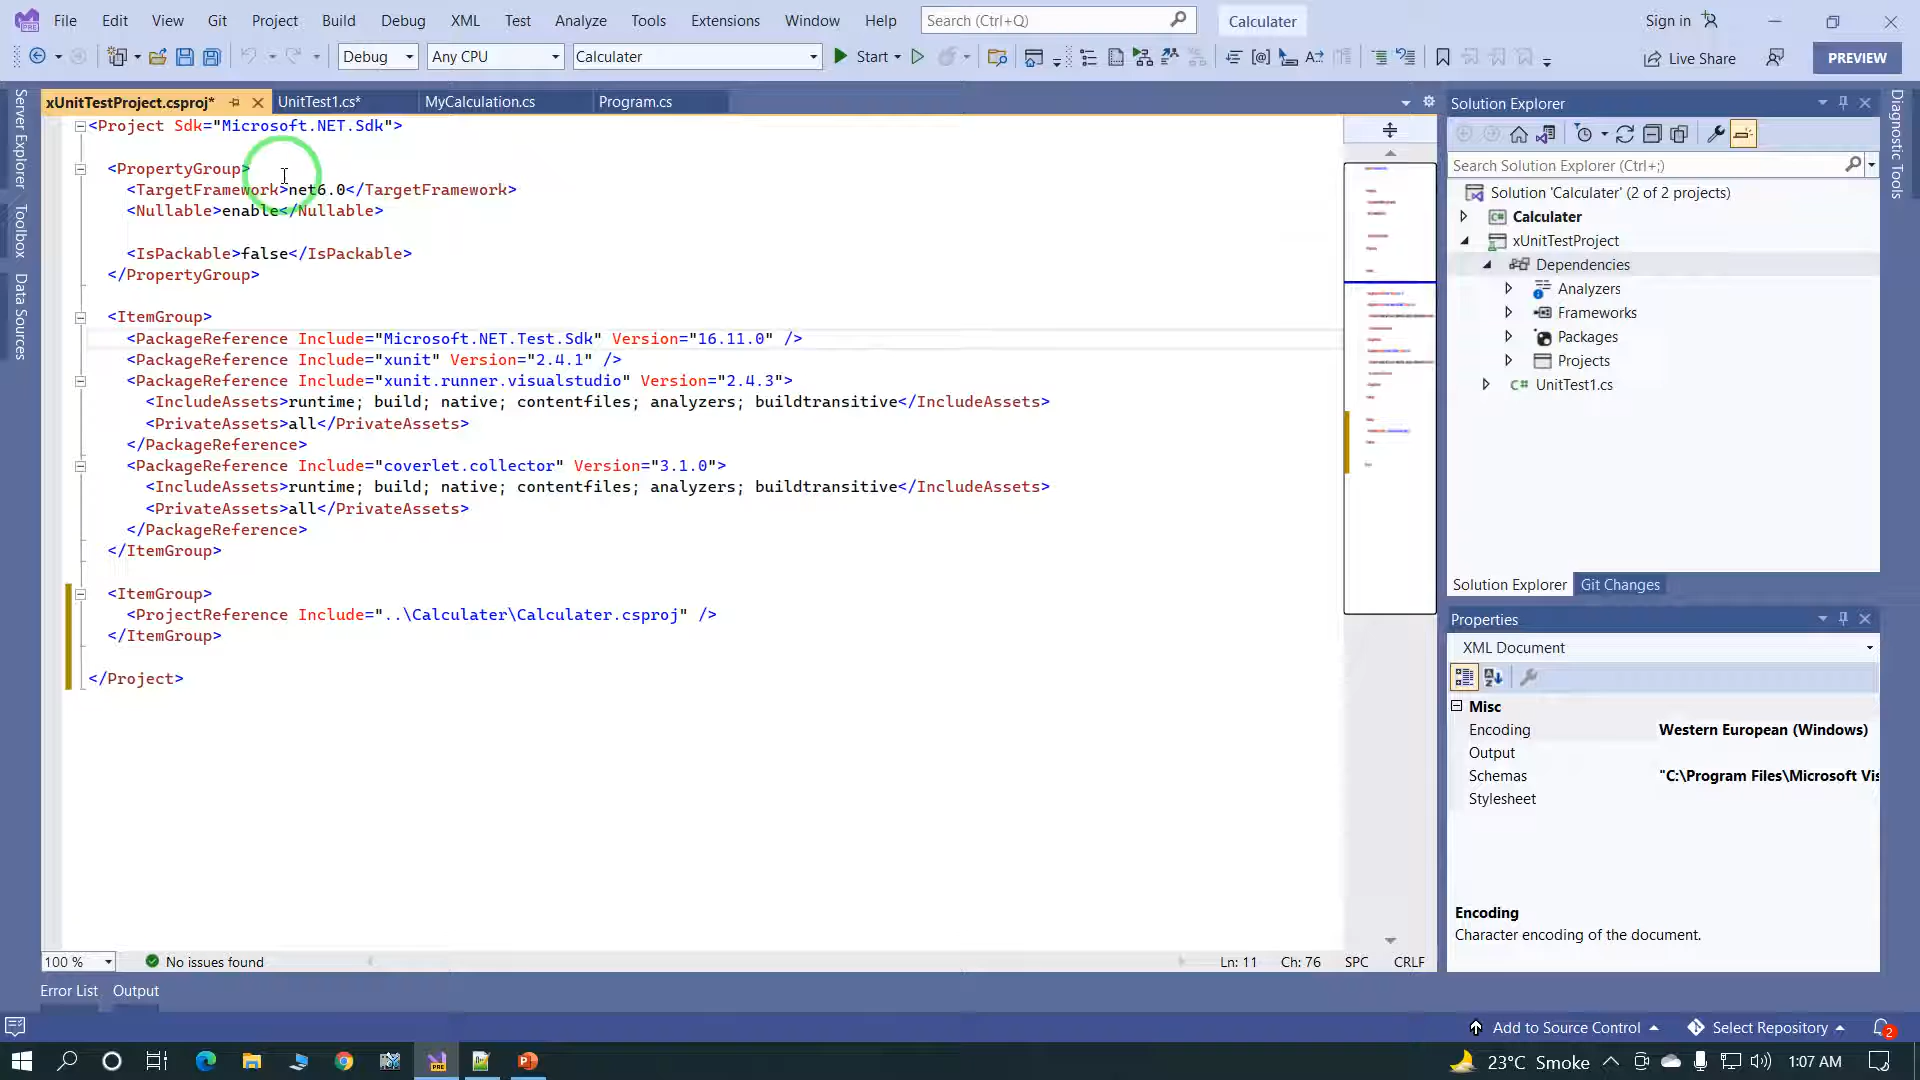 File Edit View Git Project Build Debug XML Test Analyze Tools Extensions Window Help Search (Ctrl+Q) Calculater Sign in
Debug Any CPU Calculater Start Live Share PREVIEW
Server Explorer
Toolbox
Data Sources
xUnitTestProject.csproj* UnitTest1.cs* MyCalculation.cs Program.cs
<Project Sdk="Microsoft.NET.Sdk">
<PropertyGroup>
<TargetFramework>net6.0</TargetFramework>
<Nullable>enable</Nullable>
<IsPackable>false</IsPackable>
</PropertyGroup>
<ItemGroup>
<PackageReference Include="Microsoft.NET.Test.Sdk" Version="16.11.0" />
<PackageReference Include="xunit" Version="2.4.1" />
<PackageReference Include="xunit.runner.visualstudio" Version="2.4.3">
<IncludeAssets>runtime; build; native; contentfiles; analyzers; buildtransitive</IncludeAssets>
<PrivateAssets>all</PrivateAssets>
</PackageReference>
<PackageReference Include="coverlet.collector" Version="3.1.0">
<IncludeAssets>runtime; build; native; contentfiles; analyzers; buildtransitive</IncludeAssets>
<PrivateAssets>all</PrivateAssets>
</PackageReference>
</ItemGroup>
<ItemGroup>
<ProjectReference Include="..\Calculater\Calculater.csproj" />
</ItemGroup>
</Project>
100 % No issues found Ln: 11 Ch: 76 SPC CRLF
Error List Output
Solution Explorer
Search Solution Explorer (Ctrl+;)
Solution 'Calculater' (2 of 2 projects)
Calculater
xUnitTestProject
Dependencies
Analyzers
Frameworks
Packages
Projects
C# UnitTest1.cs
Solution Explorer Git Changes
Properties
XML Document
Misc
Encoding Western European (Windows)
Output
Schemas "C:\Program Files\Microsoft Vis
Stylesheet
Encoding
Character encoding of the document.
Diagnostic Tools
Add to Source Control Select Repository 2
23°C Smoke 1:07 AM